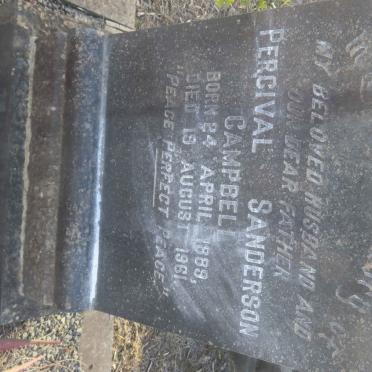 MY BELOVED HUSBAND AND
OUR DEAR FATHER
PERCIVAL SANDERSON
CAMPBEL
BORN 24 APRIL 1889,
DIED 19 AUGUST 1961.
"PEACE, PERFECT PEACE."